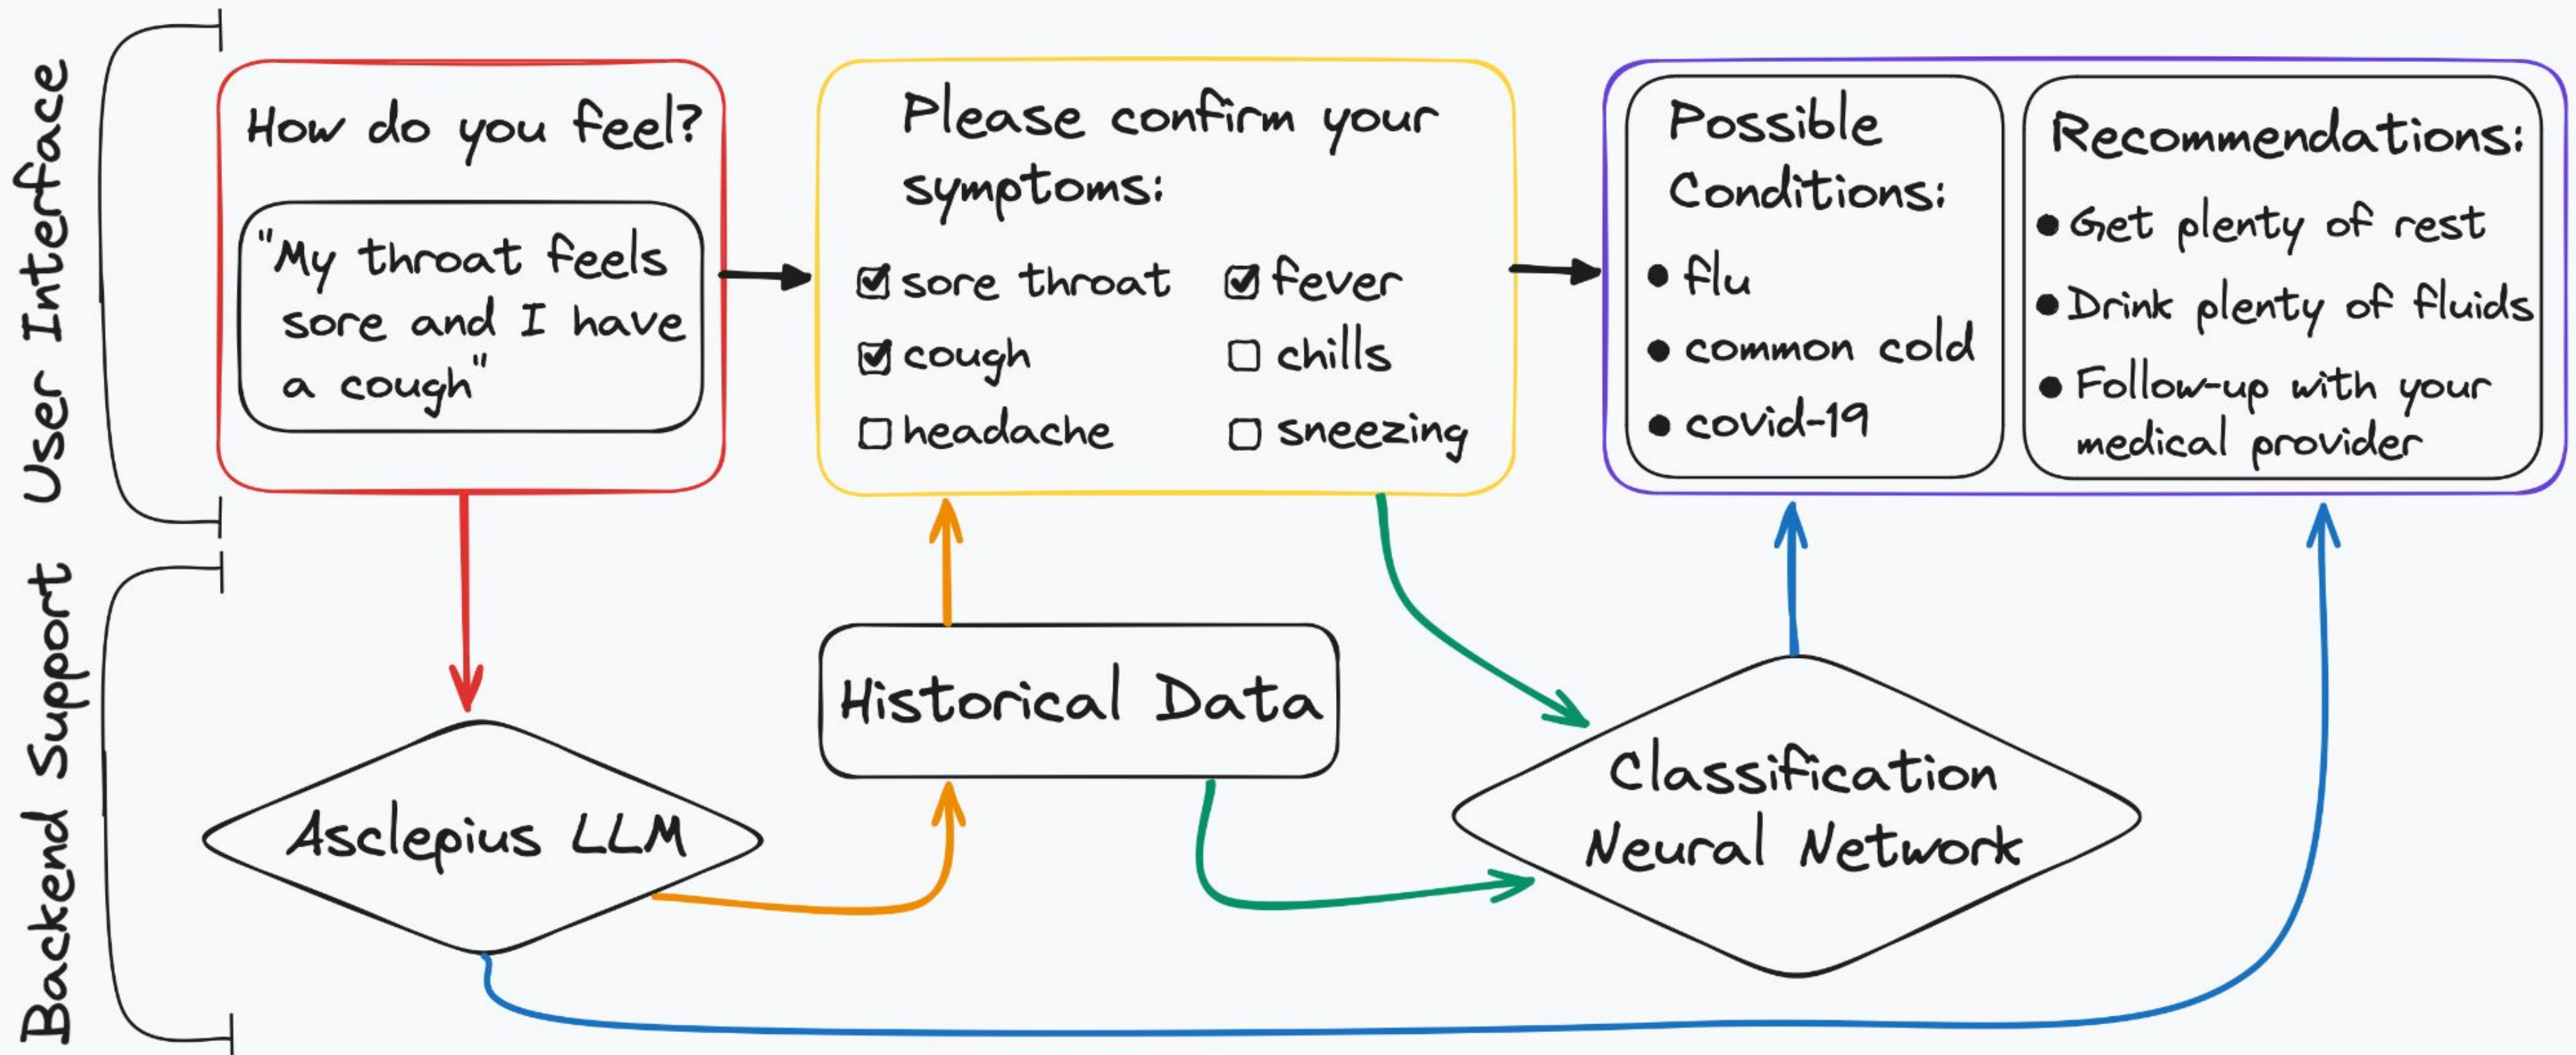 User Interface
How do you feel?
"My throat feels
sore and I have
a cough"
Please confirm your
symptoms:
sore throat
fever
cough
chills
headache
sneezing
Possible
Conditions:
flu
common cold
covid-19
Recommendations:
Get plenty of rest
Drink plenty of fluids
Follow-up with your
medical provider
Backend Support
Asclepius LLM
Historical Data
Classification
Neural Network